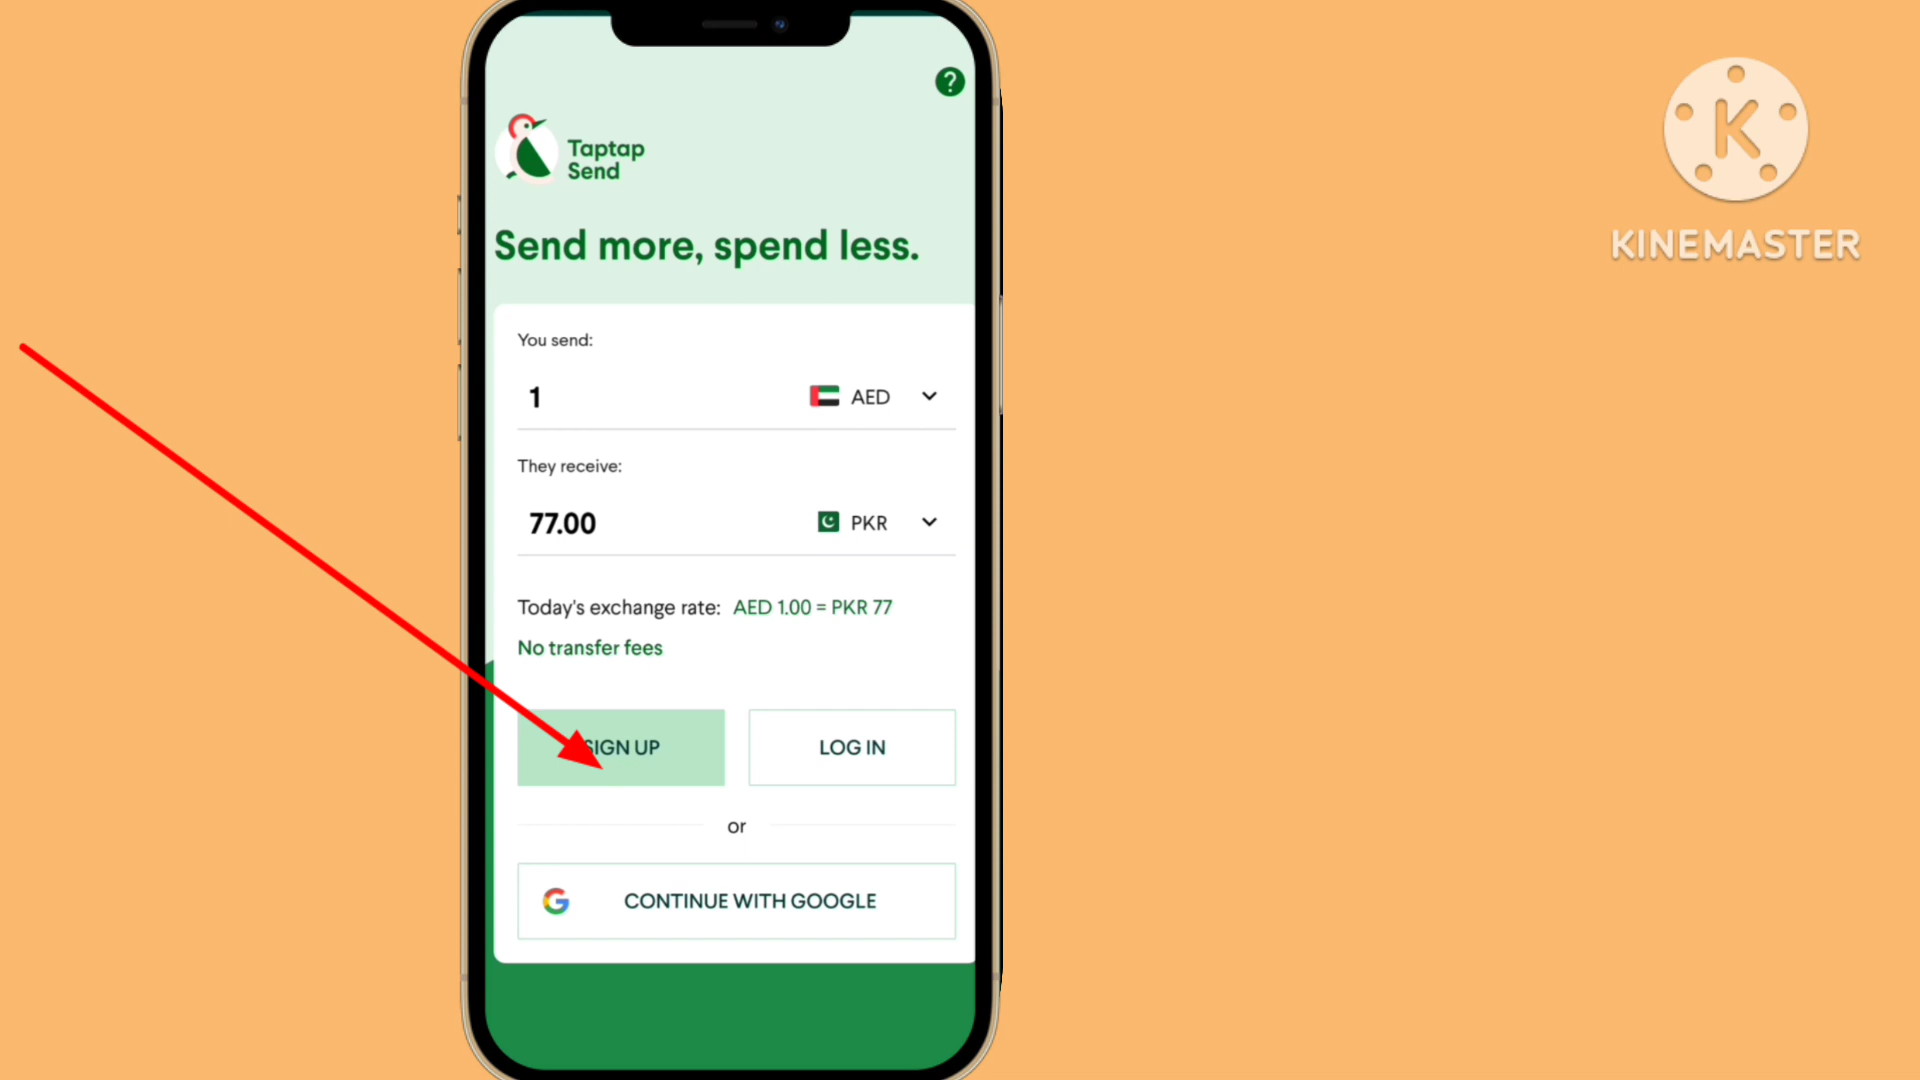 ?
Taptap
Send
Send more, spend less.
You send:
1 AED
They receive:
77.00 PKR
Today's exchange rate: AED 1.00 = PKR 77
No transfer fees
SIGN UP LOG IN
or
G CONTINUE WITH GOOGLE
K
KINEMASTER